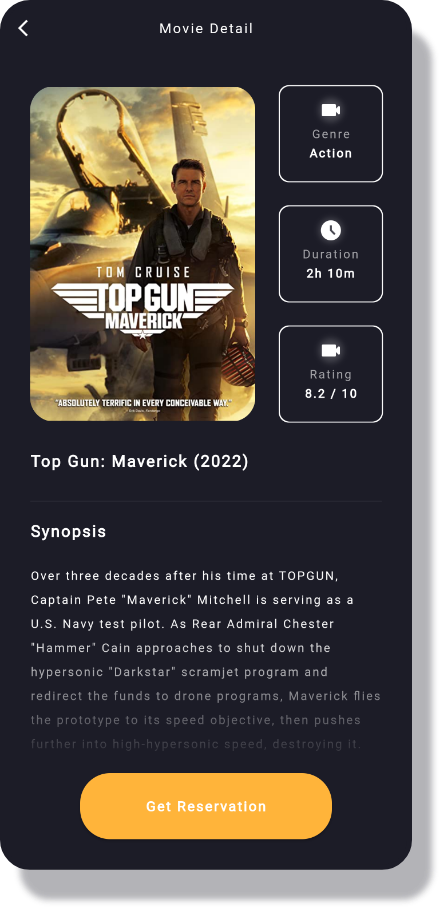 Movie Detail
TOM CRUISE
TOP GUN
MAVERICK
"ABSOLUTELY TERRIFIC IN EVERY CONCEIVABLE WAY."
Genre
Action
Duration
2h 10m
Rating
8.2 / 10
Top Gun: Maverick (2022)
Synopsis
Over three decades after his time at TOPGUN,
Captain Pete "Maverick" Mitchell is serving as a
U.S. Navy test pilot. As Rear Admiral Chester
"Hammer" Cain approaches to shut down the
hypersonic "Darkstar" scramjet program and
redirect the funds to drone programs, Maverick flies
the prototype to its speed objective, then pushes
further into high-hypersonic speed, destroying it.
Get Reservation